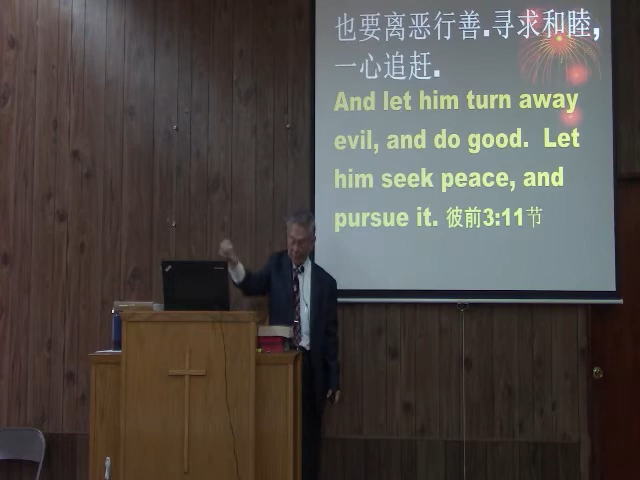 也要离恶行善.寻求和睦,
一心追赶.
And let him turn away
evil, and do good. Let
him seek peace, and
pursue it. 彼前3:11节